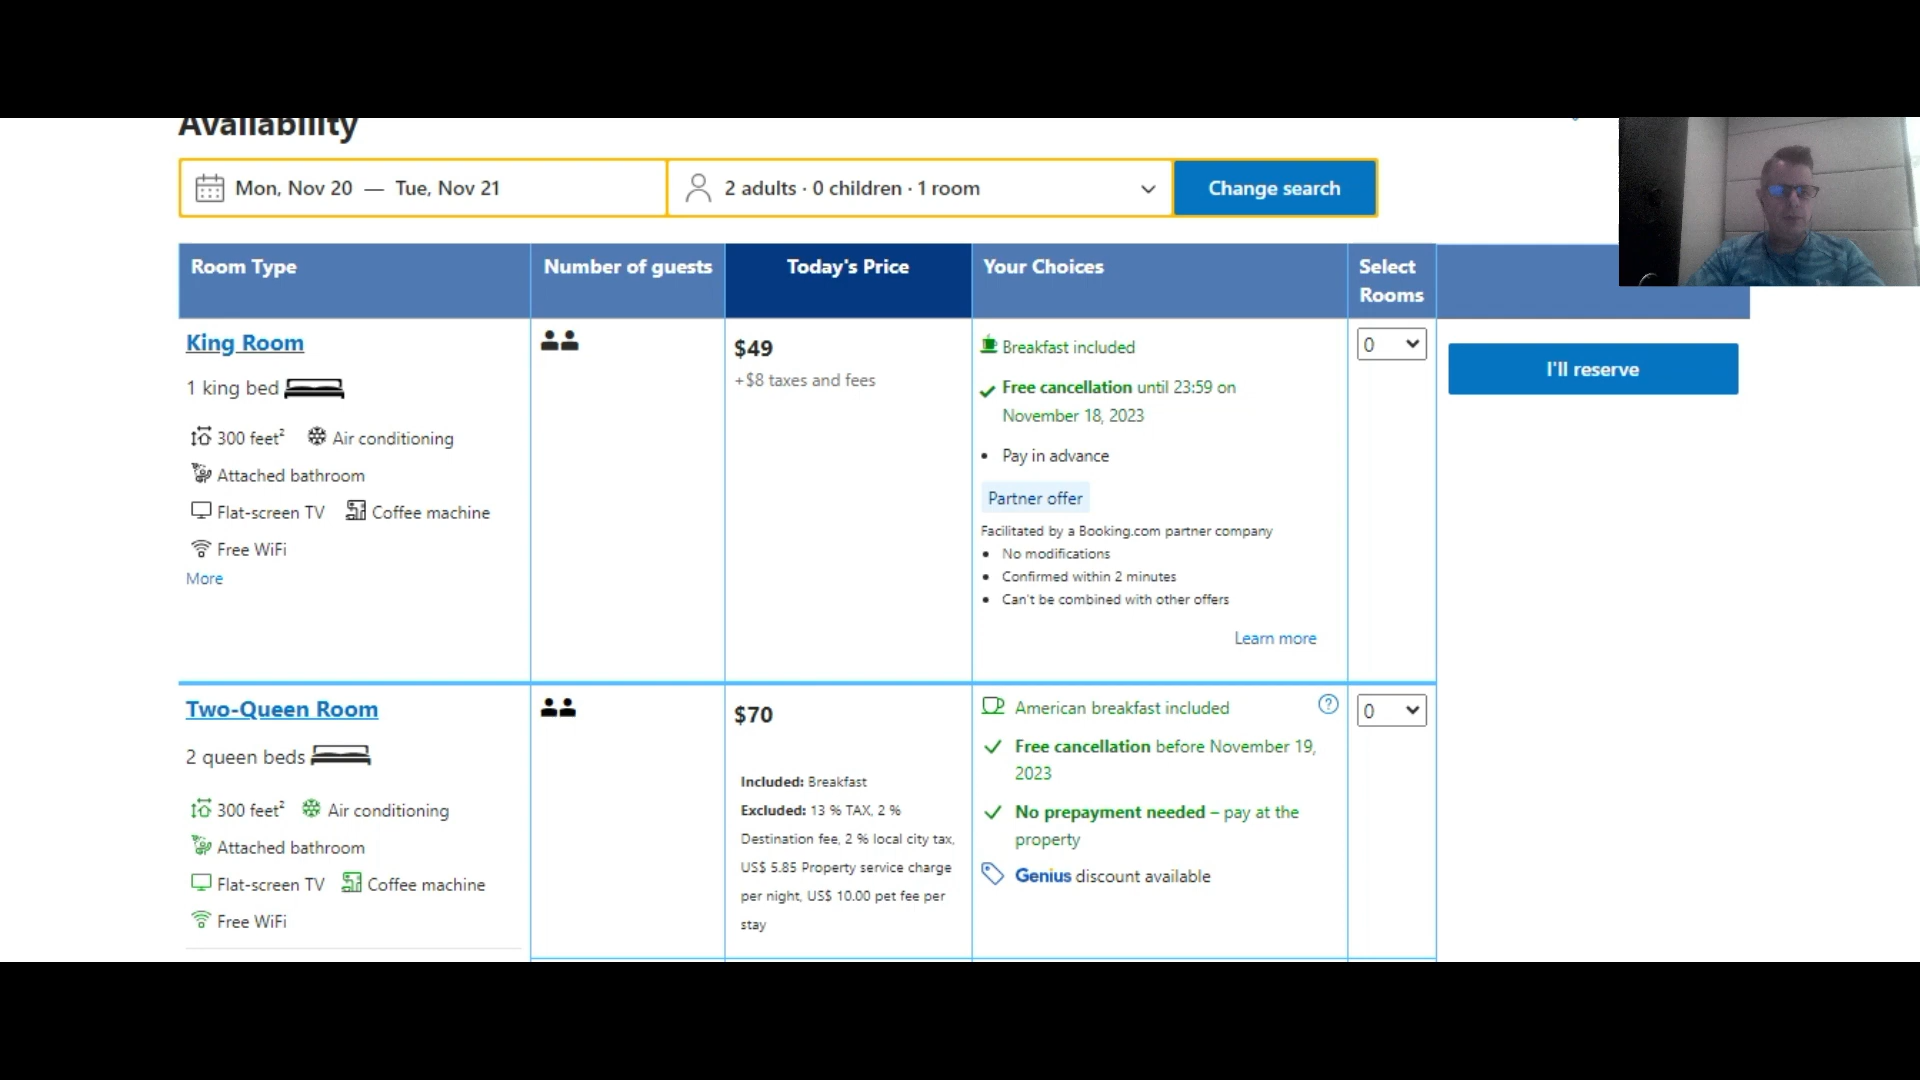 Availability
Mon, Nov 20 — Tue, Nov 21
2 adults · 0 children · 1 room
Change search
Room Type
Number of guests
Today's Price
Your Choices
Select
Rooms
King Room
1 king bed
300 feet²
Air conditioning
Attached bathroom
Flat-screen TV
Coffee machine
Free WiFi
More
$49
+$8 taxes and fees
Breakfast included
Free cancellation until 23:59 on
November 18, 2023
• Pay in advance
Partner offer
Facilitated by a Booking.com partner company
• No modifications
• Confirmed within 2 minutes
• Can't be combined with other offers
Learn more
0
I'll reserve
Two-Queen Room
2 queen beds
300 feet²
Air conditioning
Attached bathroom
Flat-screen TV
Coffee machine
Free WiFi
$70
Included: Breakfast
Excluded: 13 % TAX, 2 %
Destination fee, 2 % local city tax,
US$ 5.85 Property service charge
per night, US$ 10.00 pet fee per
stay
American breakfast included
Free cancellation before November 19,
2023
No prepayment needed – pay at the
property
Genius discount available
0